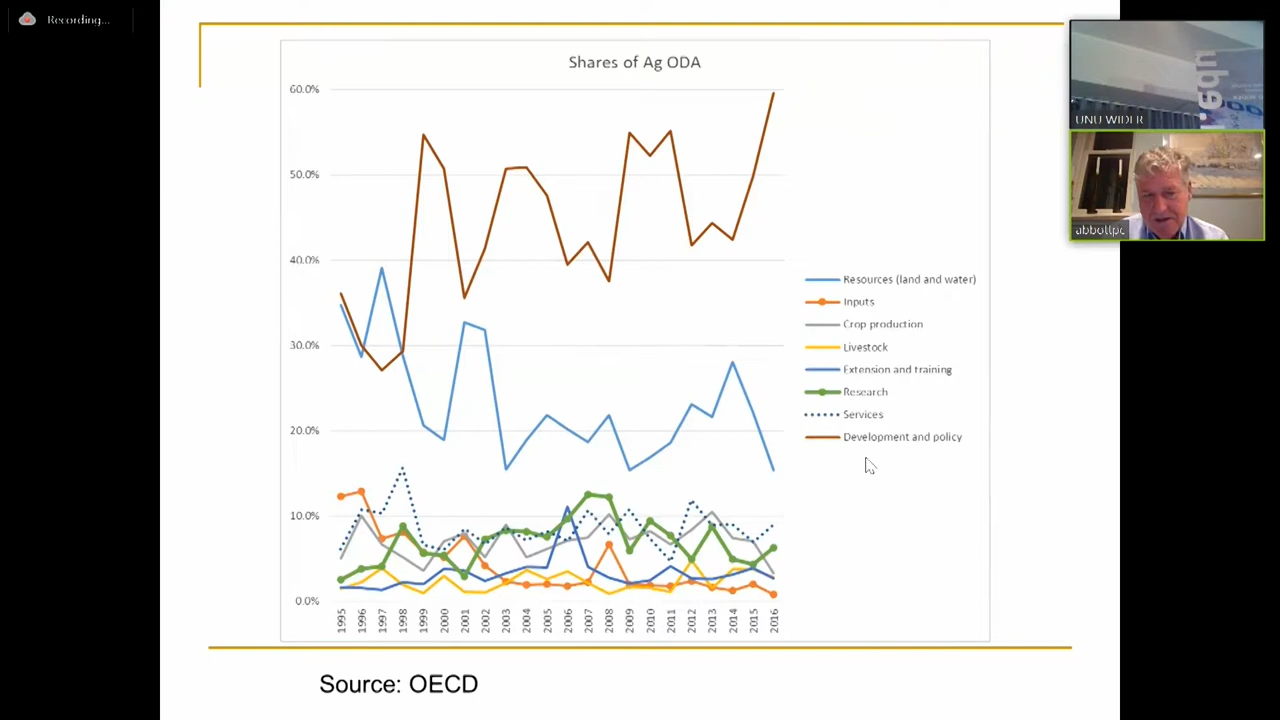 Recording...
Shares of Ag ODA
60.0%
50.0%
40.0%
30.0%
20.0%
10.0%
0.0%
1995
1996
1997
1998
1999
2000
2001
2002
2003
2004
2005
2006
2007
2008
2009
2010
2011
2012
2013
2014
2015
2016
Resources (land and water)
Inputs
Crop production
Livestock
Extension and training
Research
Services
Development and policy
Source: OECD
uba
UNU WIDER
abbottpc